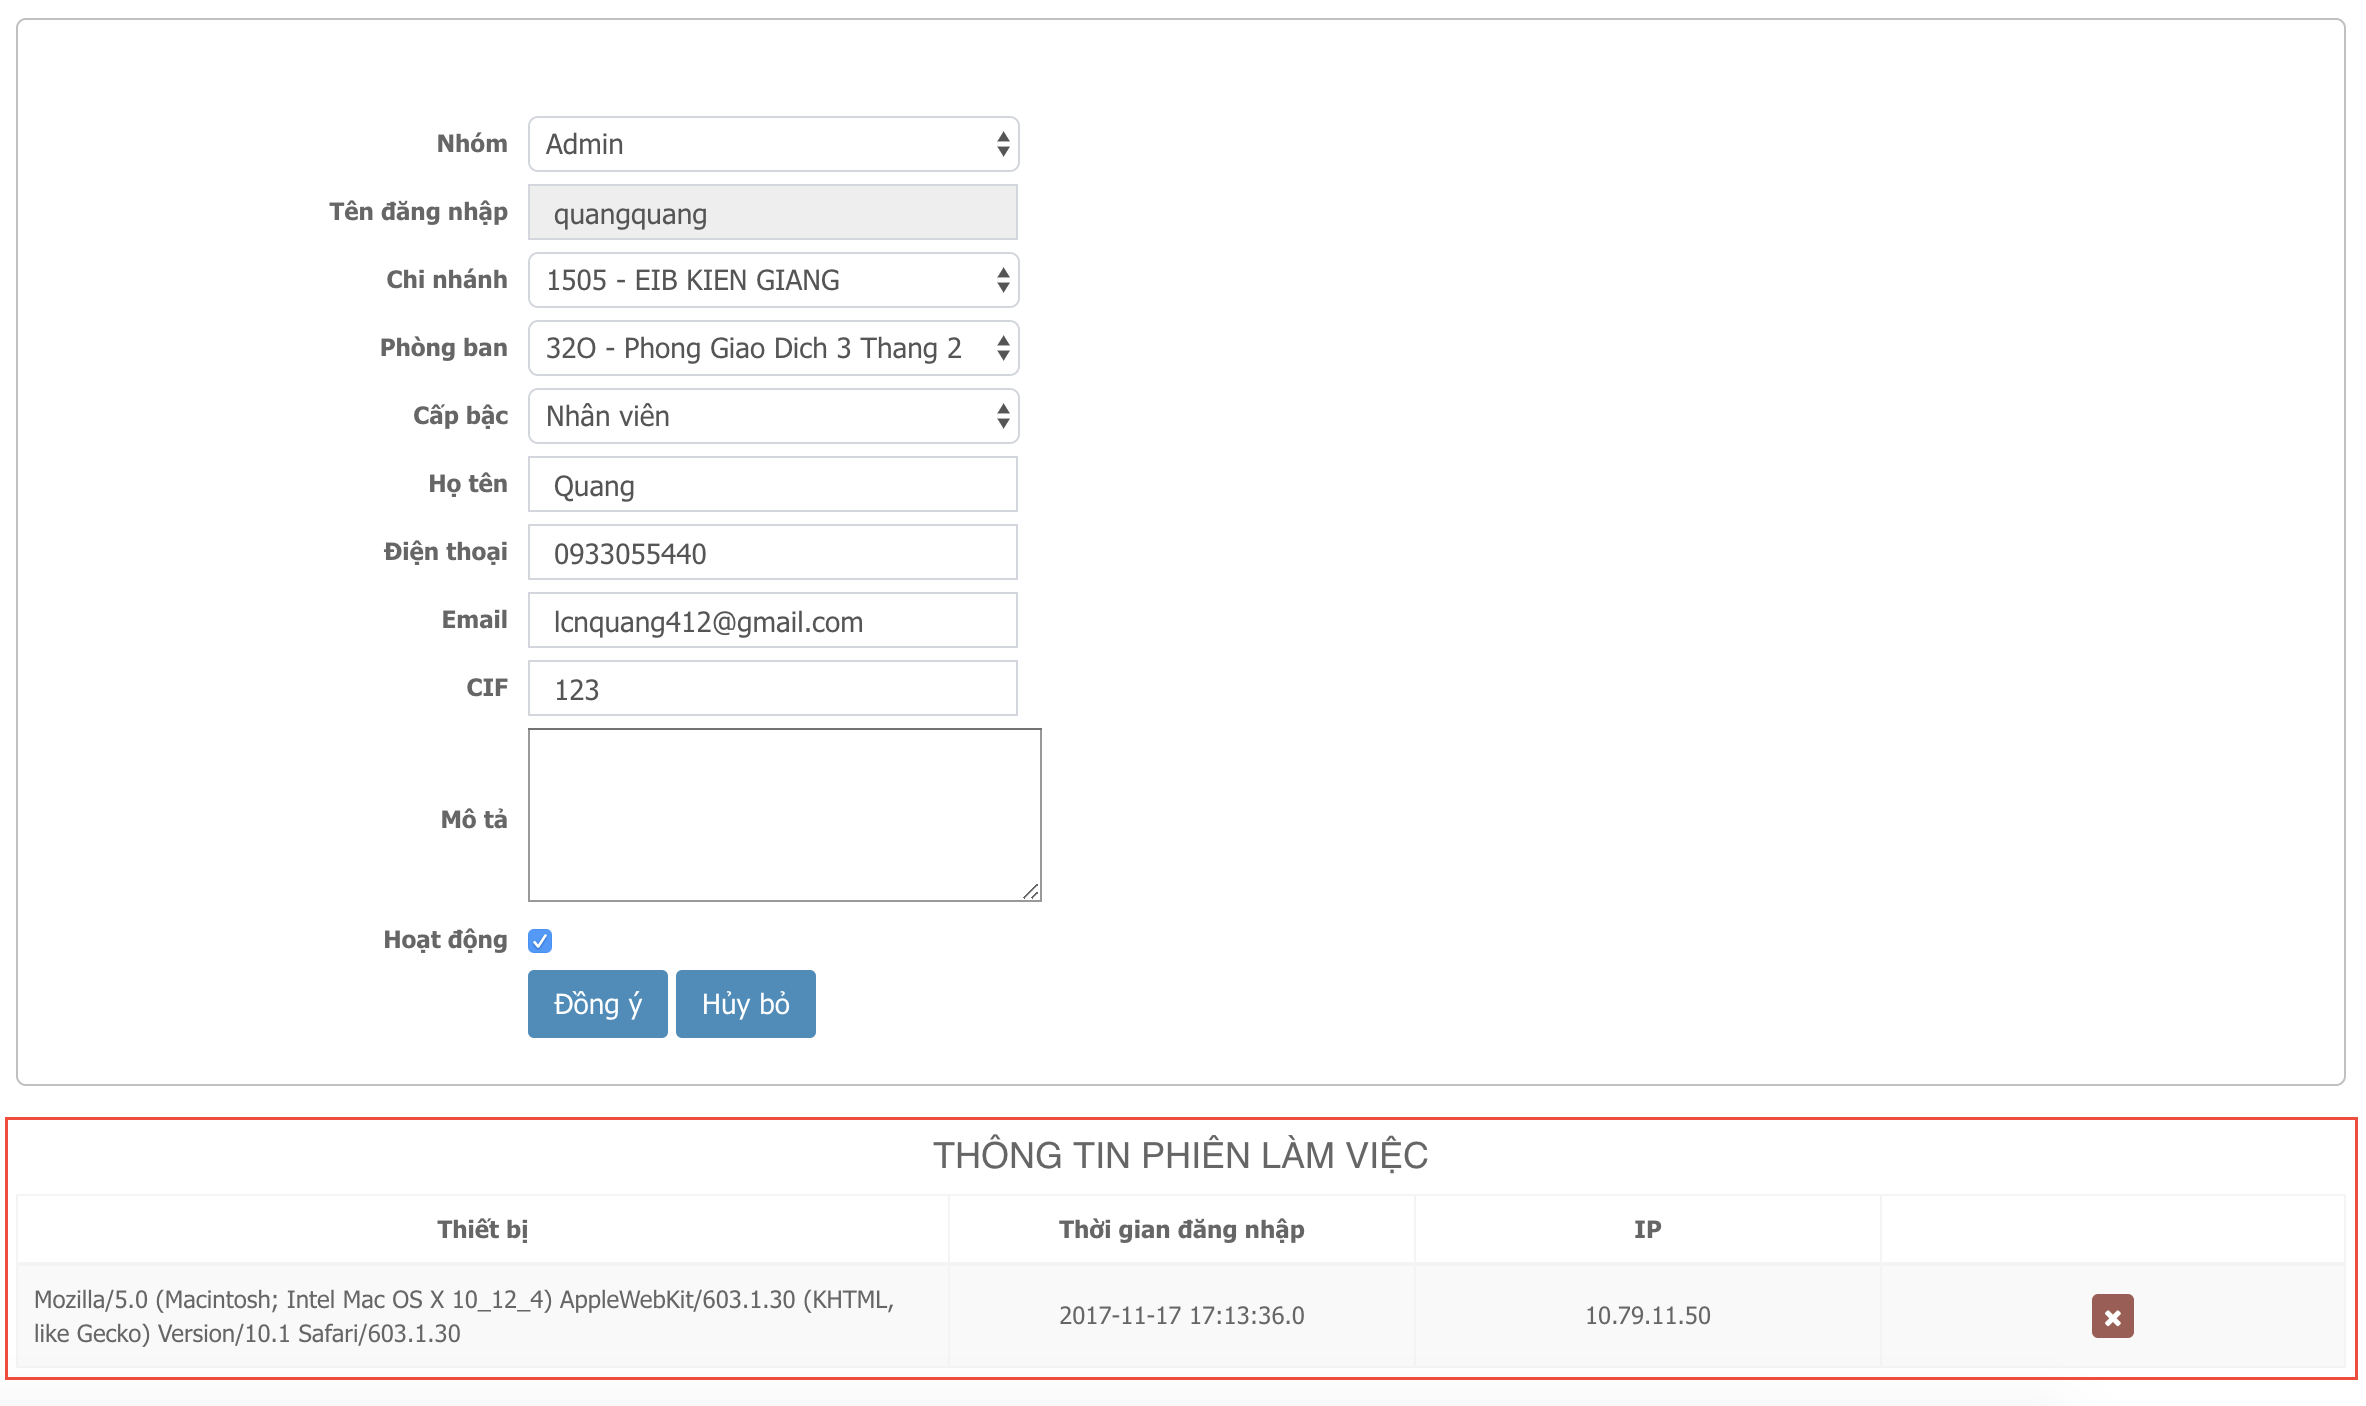 Nhóm Admin
Tên đăng nhập quangquang
Chi nhánh 1505 - EIB KIEN GIANG
Phòng ban 32O - Phong Giao Dich 3 Thang 2
Cấp bậc Nhân viên
Họ tên Quang
Điện thoại 0933055440
Email lcnquang412@gmail.com
CIF 123
Mô tả
Hoạt động
Đồng ý Hủy bỏ
THÔNG TIN PHIÊN LÀM VIỆC
Thiết bị Thời gian đăng nhập IP
Mozilla/5.0 (Macintosh; Intel Mac OS X 10_12_4) AppleWebKit/603.1.30 (KHTML,
like Gecko) Version/10.1 Safari/603.1.30
2017-11-17 17:13:36.0
10.79.11.50